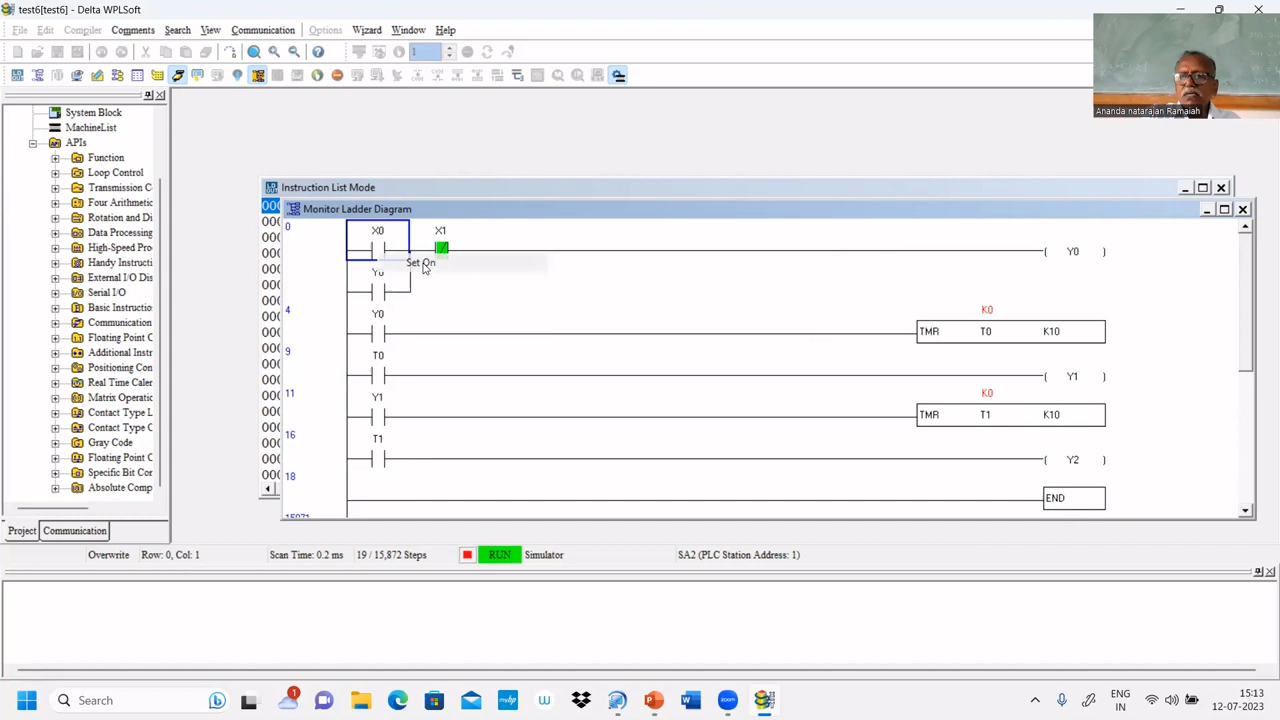 test6[test6] - Delta WPLSoft
File Edit Compiler Comments Search View Communication Options Wizard Window Help
1
Ananda natarajan Ramaiah
System Block
MachineList
APIs
Function
Loop Control
Transmission C
Four Arithmetic
Rotation and Di
Data Processing
High-Speed Pro
Handy Instructi
External I/O Dis
Serial I/O
Basic Instructio
Communication
Floating Point C
Additional Instr
Positioning Con
Real Time Caler
Matrix Operatio
Contact Type L
Contact Type C
Gray Code
Floating Point C
Specific Bit Con
Absolute Comp
Project Communication
Instruction List Mode
Monitor Ladder Diagram
0 X0 X1
( Y0 )
Set On
Y0
4 Y0 K0
TMR T0 K10
9 T0
( Y1 )
11 Y1 K0
TMR T1 K10
16 T1
( Y2 )
18
END
Overwrite Row: 0, Col: 1 Scan Time: 0.2 ms 19 / 15,872 Steps RUN Simulator SA2 (PLC Station Address: 1)
Search 1 ENG IN 15:13 12-07-2023